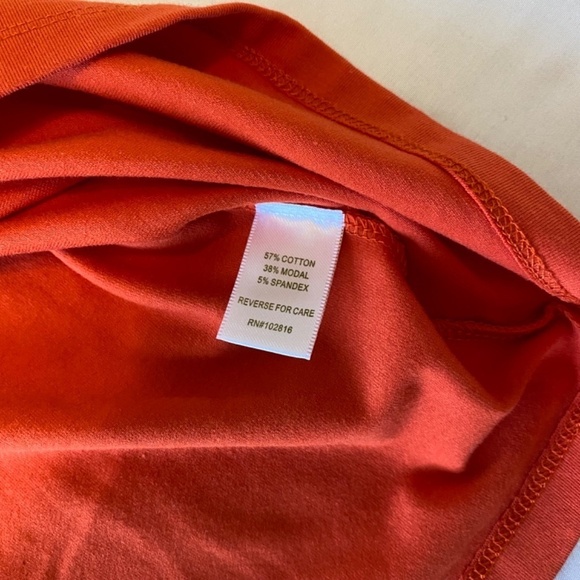 57% COTTON
38% MODAL
5% SPANDEX
REVERSE FOR CARE
RN#102816